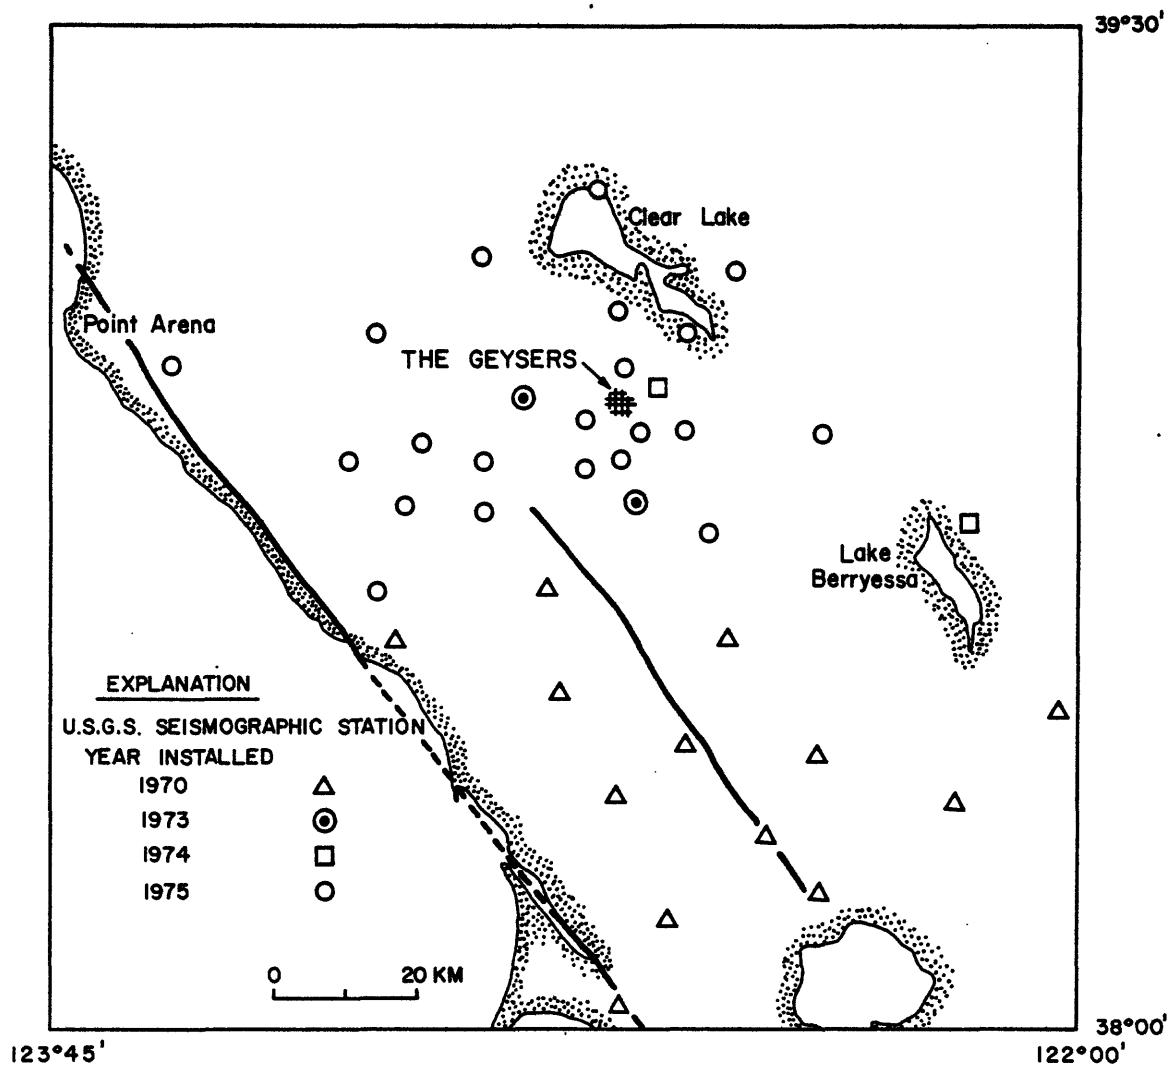 39°30'
Clear Lake
Point Arena
THE GEYSERS
Lake
Berryessa
EXPLANATION
U.S.G.S. SEISMOGRAPHIC STATION
YEAR INSTALLED
1970
1973
1974
1975
0 20 KM
38°00'
123°45' 122°00'